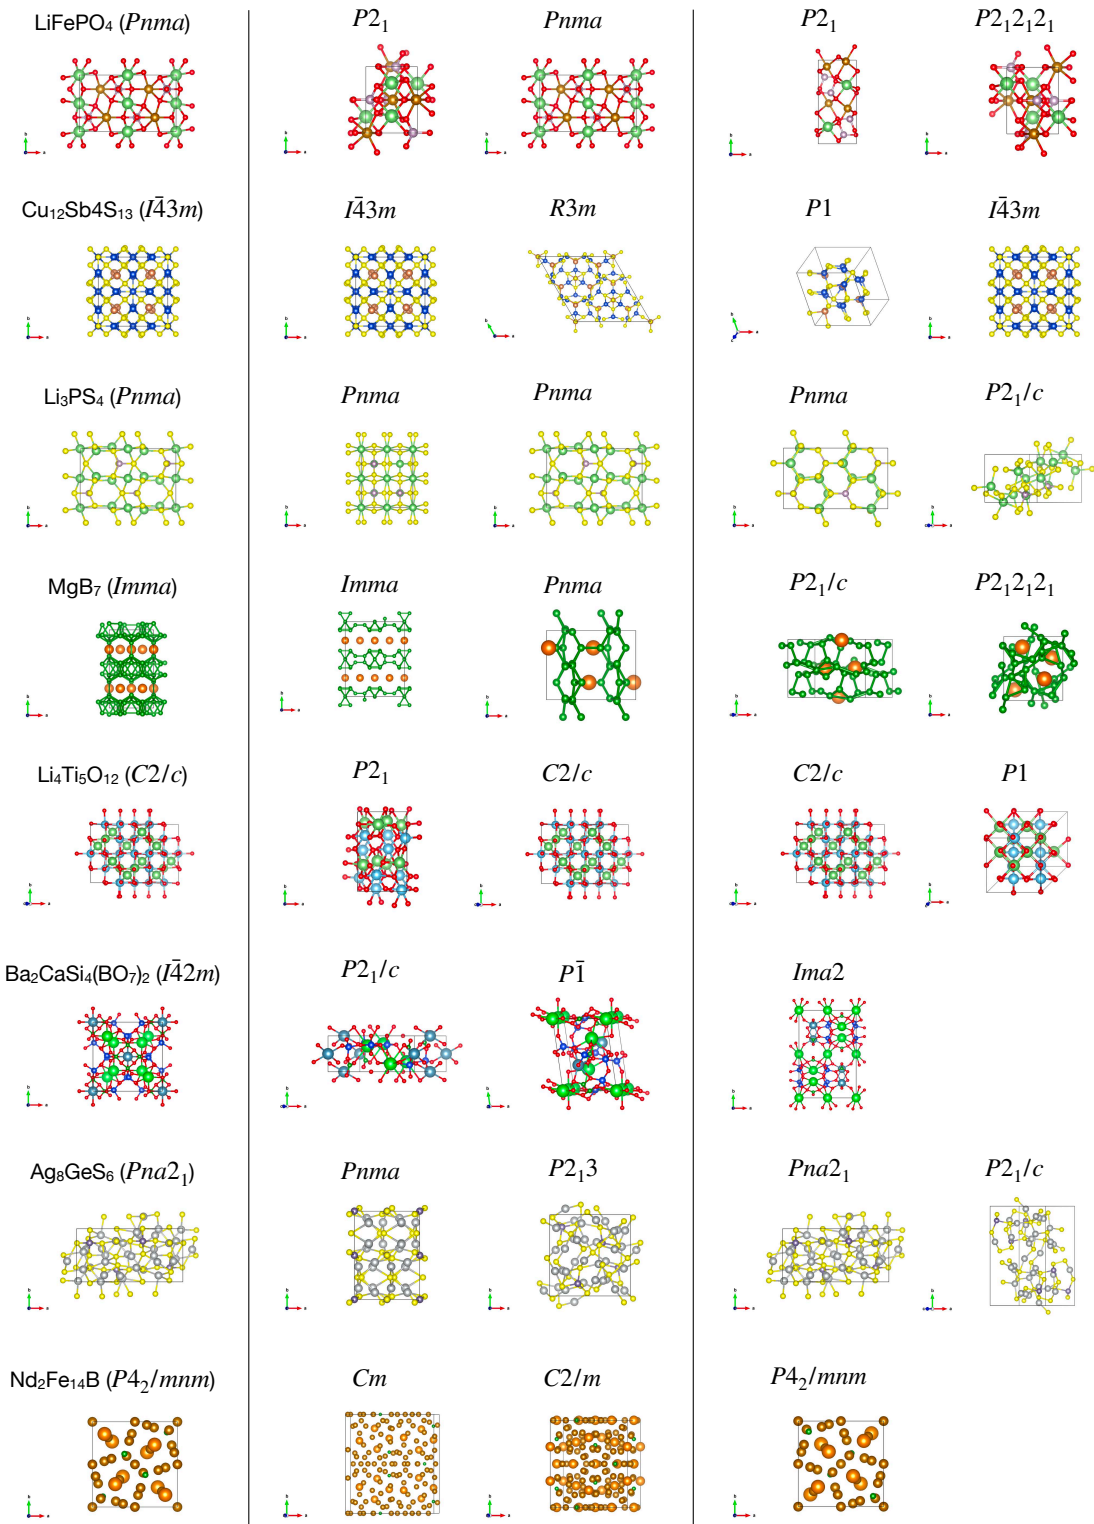 LiFePO₄ (Pnma) P2₁ Pnma P2₁ P2₁2₁2₁
Cu₁₂Sb4S₁₃ (I4̄3m) I4̄3m R3m P1 I4̄3m
Li₃PS₄ (Pnma) Pnma Pnma Pnma P2₁/c
MgB₇ (Imma) Imma Pnma P2₁/c P2₁2₁2₁
Li₄Ti₅O₁₂ (C2/c) P2₁ C2/c C2/c P1
Ba₂CaSi₄(BO₇)₂ (I4̄2m) P2₁/c P1̄ Ima2
Ag₈GeS₆ (Pna2₁) Pnma P2₁3 Pna2₁ P2₁/c
Nd₂Fe₁₄B (P4₂/mnm) Cm C2/m P4₂/mnm